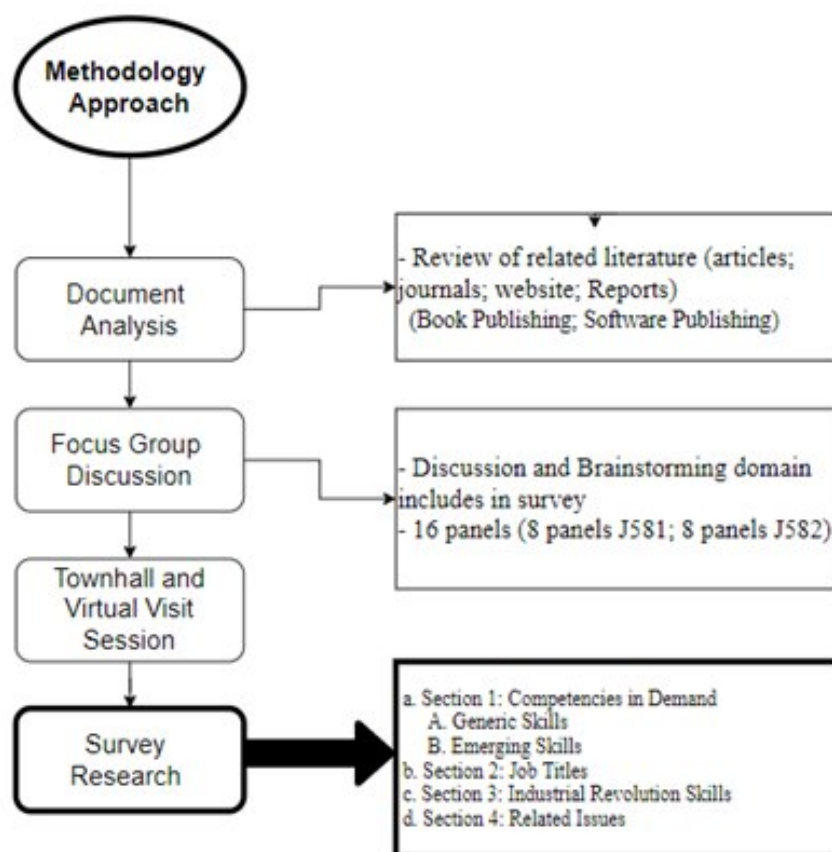 Methodology
Approach
Document
Analysis
- Review of related literature (articles;
journals; website; Reports)
(Book Publishing; Software Publishing)
Focus Group
Discussion
- Discussion and Brainstorming domain
includes in survey
- 16 panels (8 panels J581; 8 panels J582)
Townhall and
Virtual Visit
Session
Survey
Research
a. Section 1: Competencies in Demand
A. Generic Skills
B. Emerging Skills
b. Section 2: Job Titles
c. Section 3: Industrial Revolution Skills
d. Section 4: Related Issues